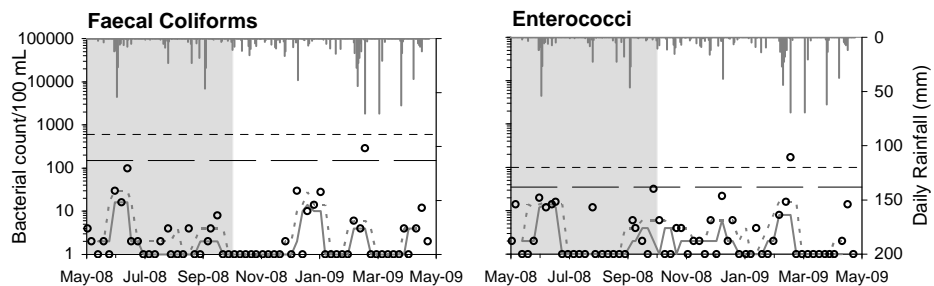 Faecal Coliforms
Enterococci
Bacterial count/100 mL
100000
10000
1000
100
10
1
May-08 Jul-08 Sep-08 Nov-08 Jan-09 Mar-09 May-09
May-08 Jul-08 Sep-08 Nov-08 Jan-09 Mar-09 May-09
0
50
100
150
200
Daily Rainfall (mm)